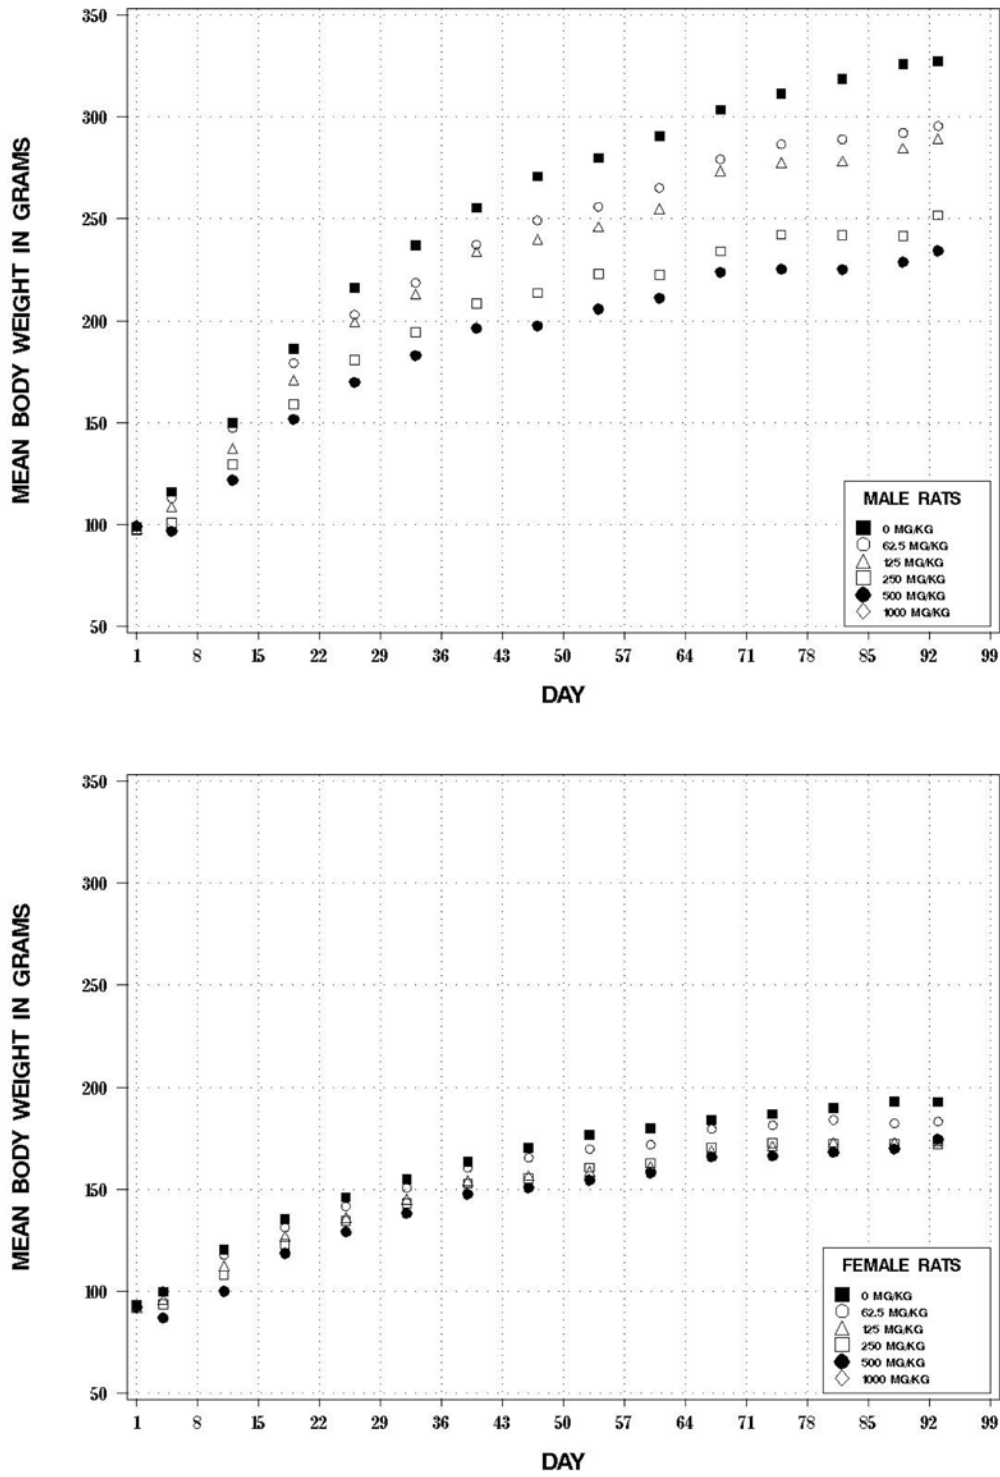 MEAN BODY WEIGHT IN GRAMS
350
300
250
200
150
100
50
MALE RATS
0 MG/KG
62.5 MG/KG
125 MG/KG
250 MG/KG
500 MG/KG
1000 MG/KG
1 8 15 22 29 36 43 50 57 64 71 78 85 92 99
DAY
MEAN BODY WEIGHT IN GRAMS
350
300
250
200
150
100
50
FEMALE RATS
0 MG/KG
62.5 MG/KG
125 MG/KG
250 MG/KG
500 MG/KG
1000 MG/KG
1 8 15 22 29 36 43 50 57 64 71 78 85 92 99
DAY